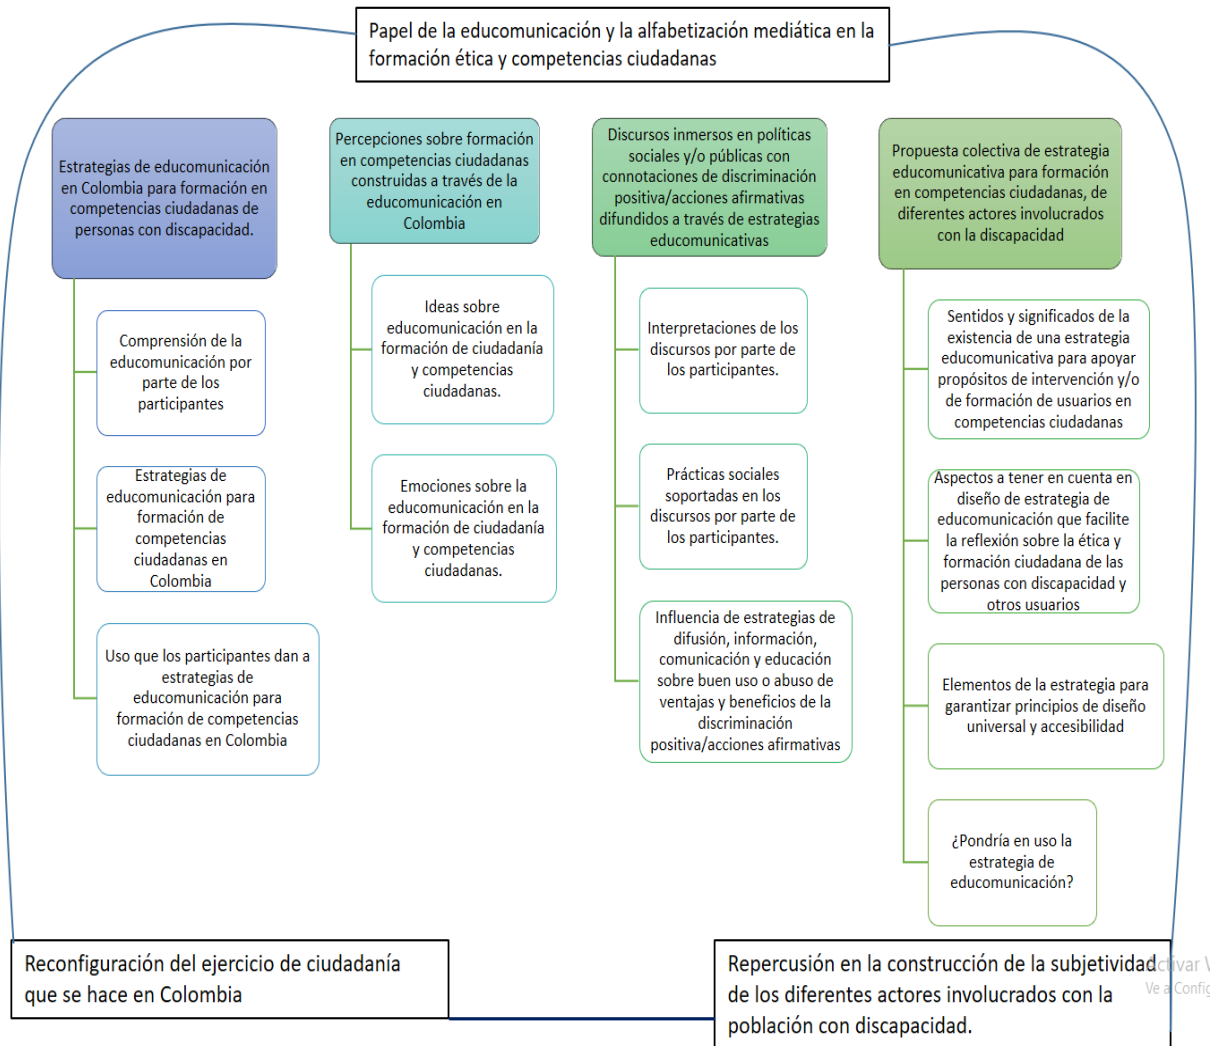 Papel de la educomunicación y la alfabetización mediática en la
formación ética y competencias ciudadanas
Estrategias de educomunicación
en Colombia para formación en
competencias ciudadanas de
personas con discapacidad.
Comprensión de la
educomunicación por
parte de los
participantes
Estrategias de
educomunicación para
formación de
competencias
ciudadanas en
Colombia
Uso que los participantes dan a
estrategias de
educomunicación para
formación de competencias
ciudadanas en Colombia
Percepciones sobre formación
en competencias ciudadanas
construidas a través de la
educomunicación en
Colombia
Ideas sobre
educomunicación en la
formación de ciudadanía
y competencias
ciudadanas.
Emociones sobre la
educomunicación en la
formación de ciudadanía
y competencias
ciudadanas.
Discursos inmersos en políticas
sociales y/o públicas con
connotaciones de discriminación
positiva/acciones afirmativas
difundidos a través de estrategias
educomunicativas
Interpretaciones de los
discursos por parte de
los participantes.
Prácticas sociales
soportadas en los
discursos por parte de
los participantes.
Influencia de estrategias de
difusión, información,
comunicación y educación
sobre buen uso o abuso de
ventajas y beneficios de la
discriminación
positiva/acciones afirmativas
Propuesta colectiva de estrategia
educomunicativa para formación
en competencias ciudadanas, de
diferentes actores involucrados
con la discapacidad
Sentidos y significados de la
existencia de una estrategia
educomunicativa para apoyar
propósitos de intervención y/o
de formación de usuarios en
competencias ciudadanas
Aspectos a tener en cuenta en
diseño de estrategia de
educomunicación que facilite
la reflexión sobre la ética y
formación ciudadana de las
personas con discapacidad y
otros usuarios
Elementos de la estrategia para
garantizar principios de diseño
universal y accesibilidad
¿Pondría en uso la
estrategia de
educomunicación?
Reconfiguración del ejercicio de ciudadanía
que se hace en Colombia
Repercusión en la construcción de la subjetividad
de los diferentes actores involucrados con la
población con discapacidad.
Activar V
Ve a Config